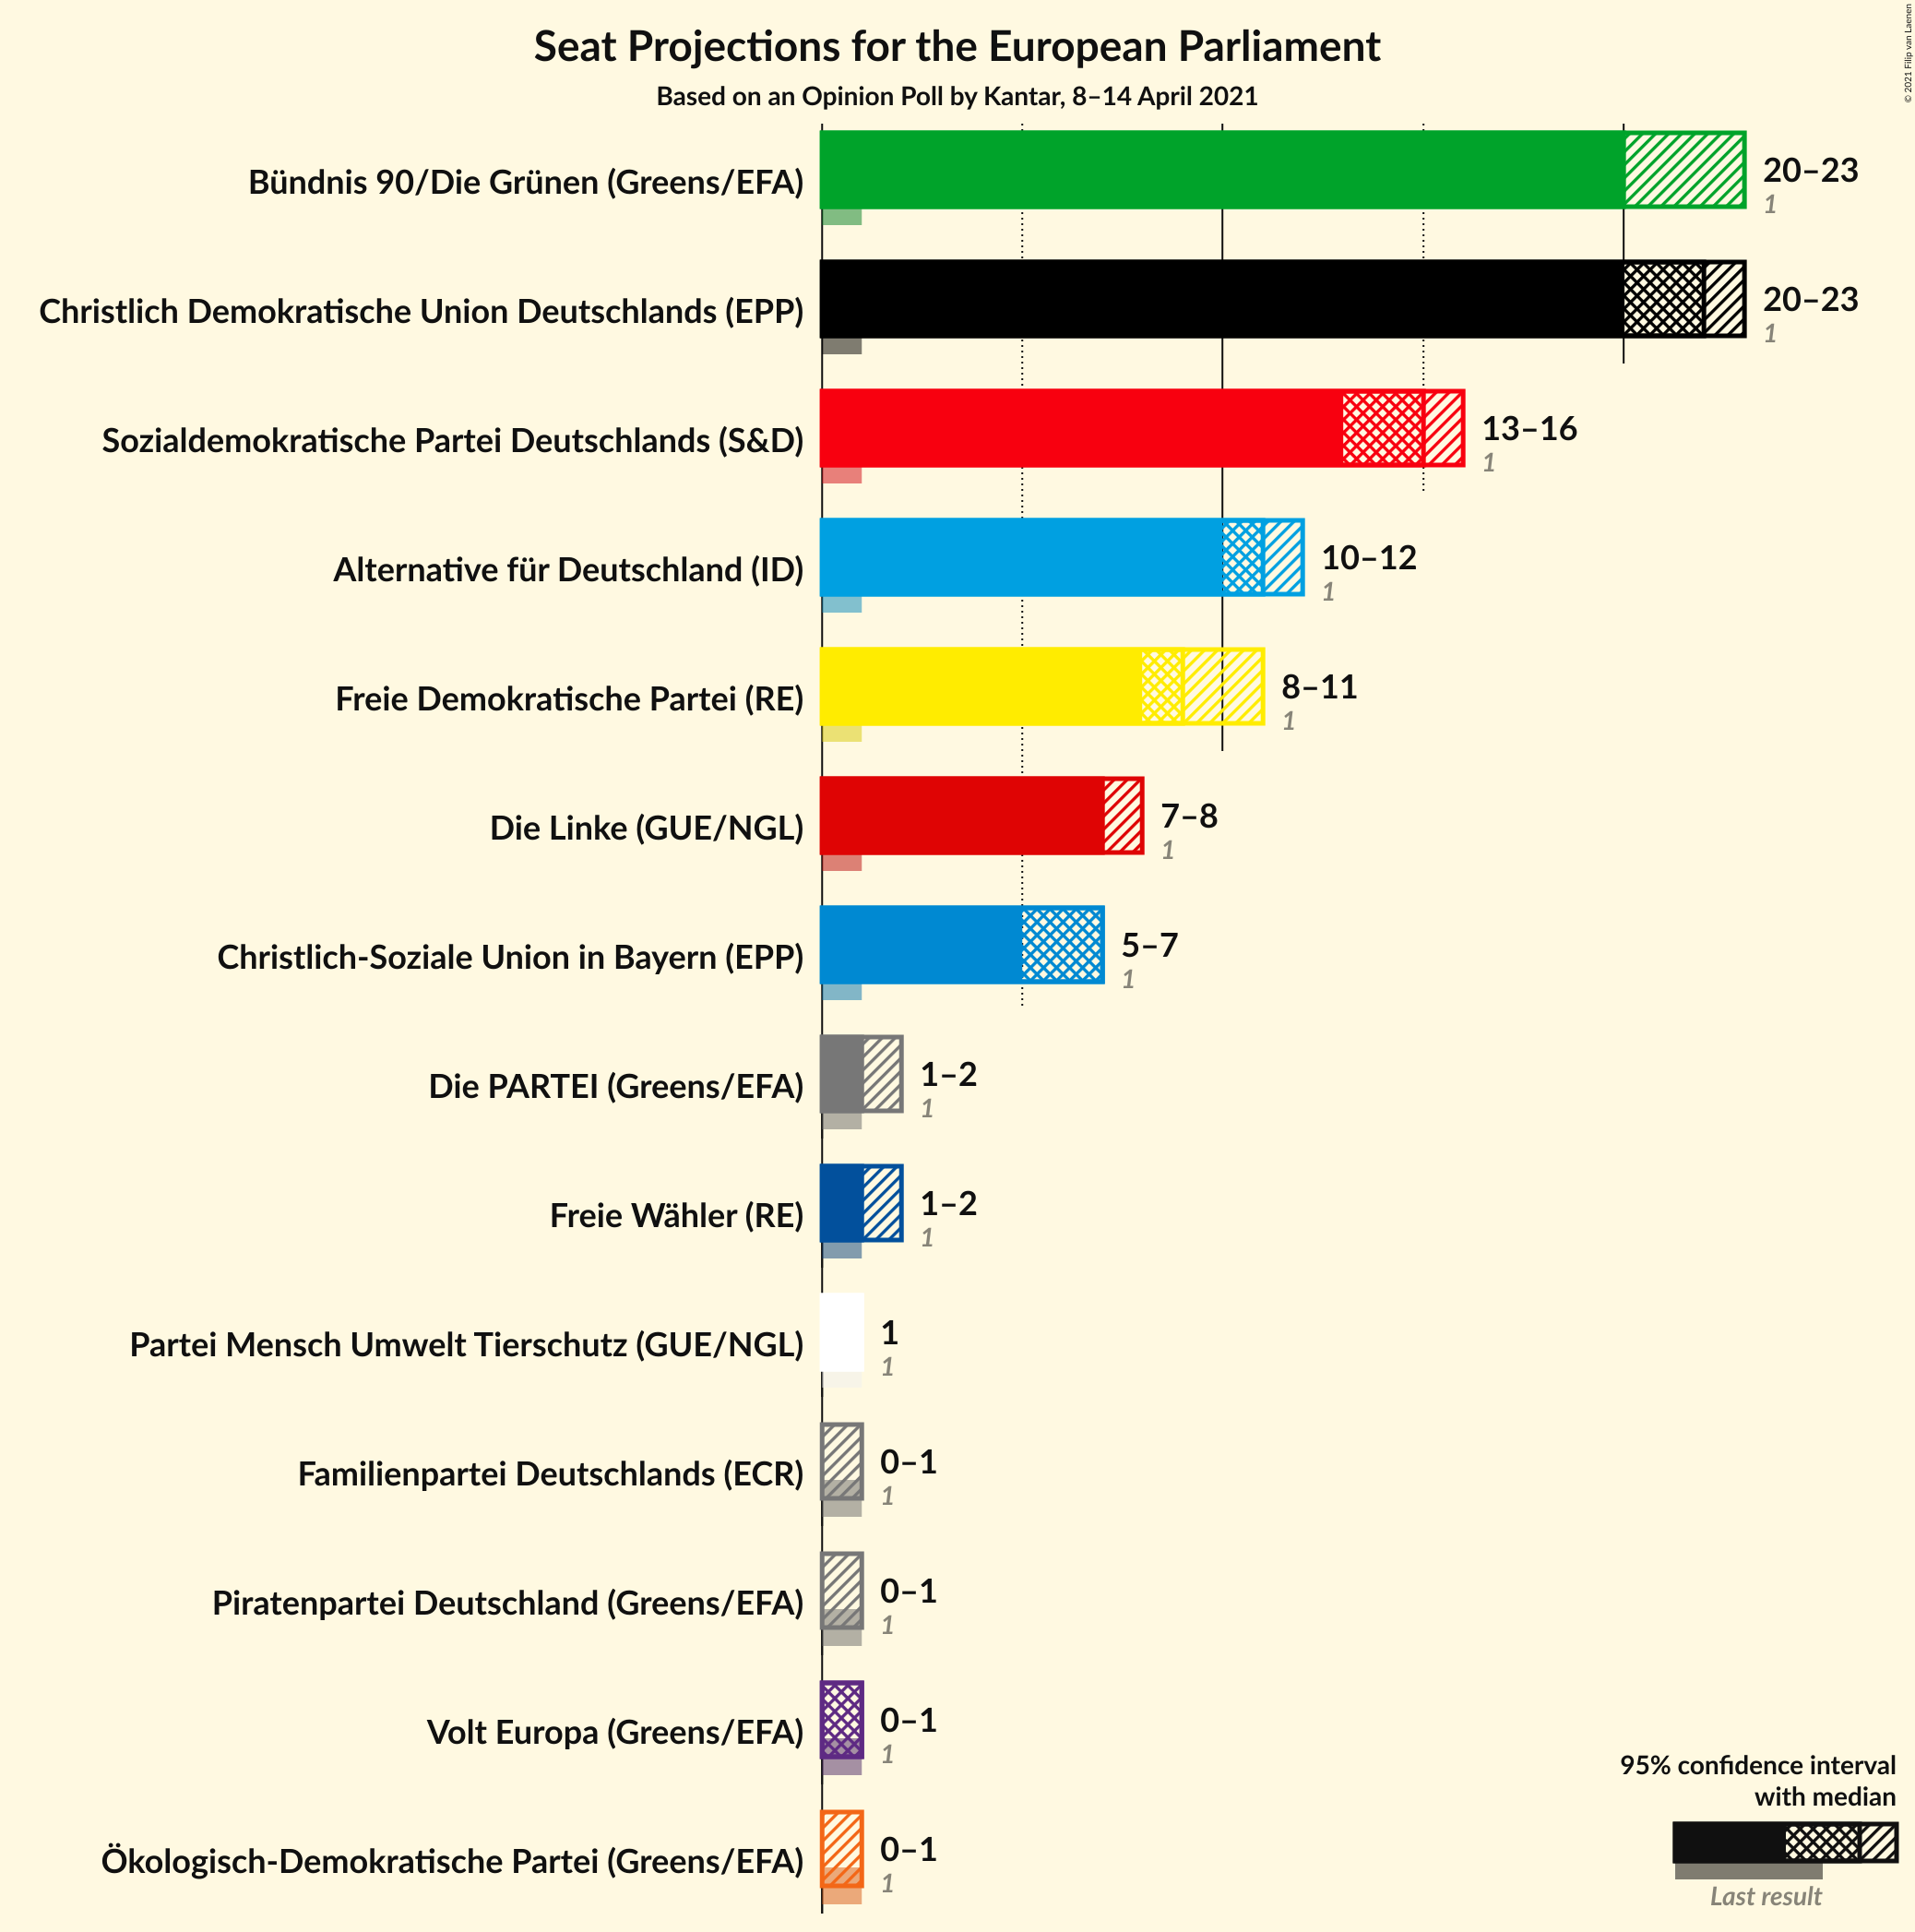 Seat Projections for the European Parliament
Based on an Opinion Poll by Kantar, 8–14 April 2021
© 2021 Filip van Laenen
Bündnis 90/Die Grünen (Greens/EFA)
20–23
1
Christlich Demokratische Union Deutschlands (EPP)
20–23
1
Sozialdemokratische Partei Deutschlands (S&D)
13–16
1
Alternative für Deutschland (ID)
10–12
1
Freie Demokratische Partei (RE)
8–11
1
Die Linke (GUE/NGL)
7–8
1
Christlich-Soziale Union in Bayern (EPP)
5–7
1
Die PARTEI (Greens/EFA)
1–2
1
Freie Wähler (RE)
1–2
1
Partei Mensch Umwelt Tierschutz (GUE/NGL)
1
1
Familienpartei Deutschlands (ECR)
0–1
1
Piratenpartei Deutschland (Greens/EFA)
0–1
1
Volt Europa (Greens/EFA)
0–1
1
Ökologisch-Demokratische Partei (Greens/EFA)
0–1
1
95% confidence interval
with median
Last result